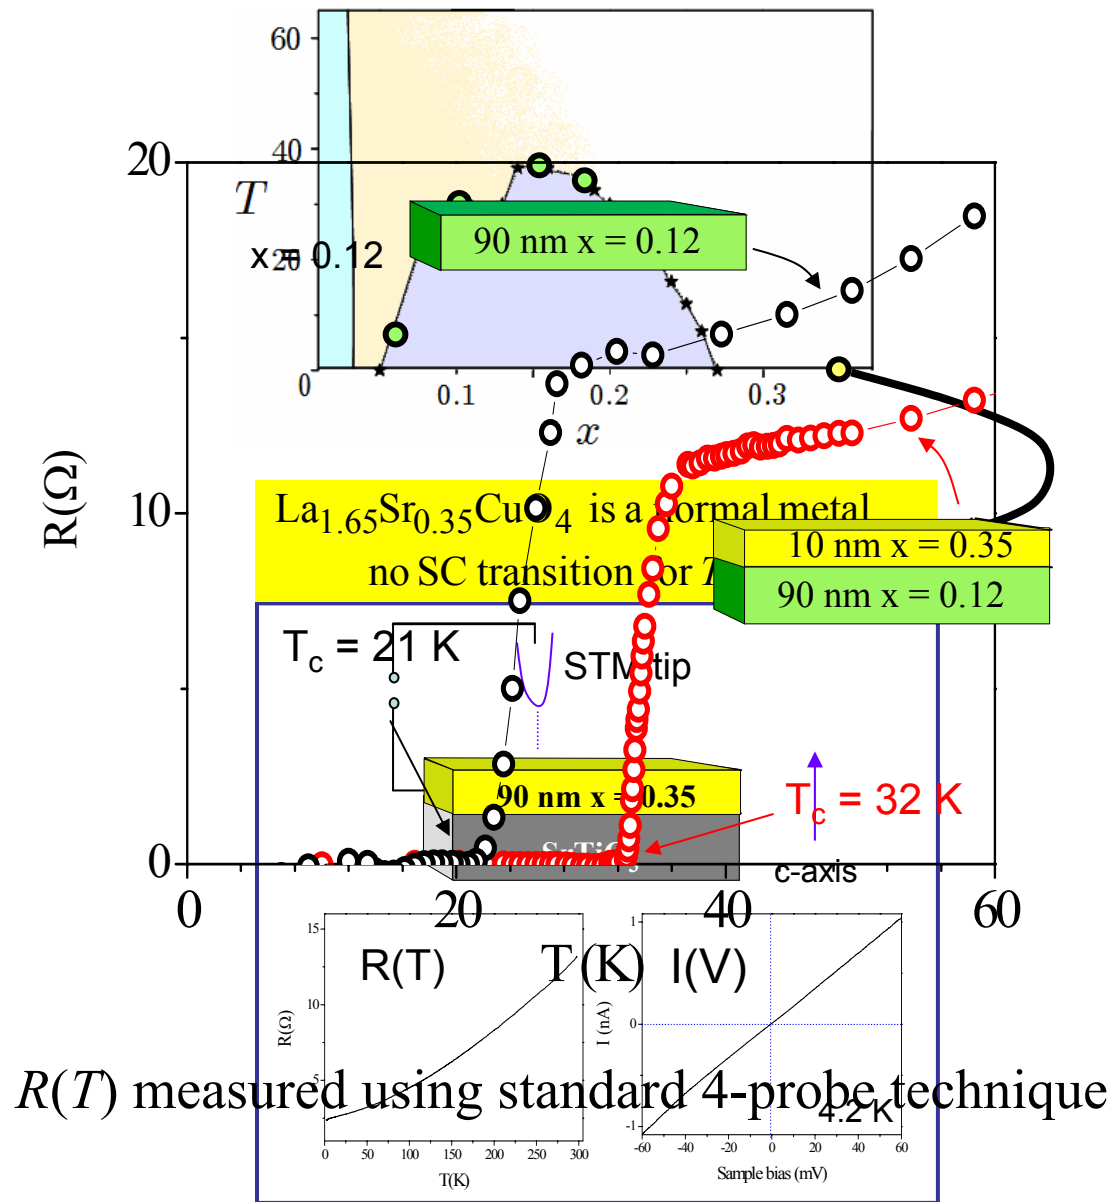 60
40
20
T
x = 0.12
20
90 nm x = 0.12
0
0.1
0.2
0.3
x
R(Ω)
10
La1.65Sr0.35CuO4 is a normal metal
no SC transition for T
10 nm x = 0.35
90 nm x = 0.12
Tc = 21 K
STM tip
90 nm x = 0.35
Tc = 32 K
SrTiO3
c-axis
0
0
20
40
60
T(K)
R(T)
15
10
5
R(Ω)
0 50 100 150 200 250 300
T(K)
I(V)
1
0
-1
I (nA)
4.2 K
-60 -40 -20 0 20 40 60
Sample bias (mV)
R(T) measured using standard 4-probe technique